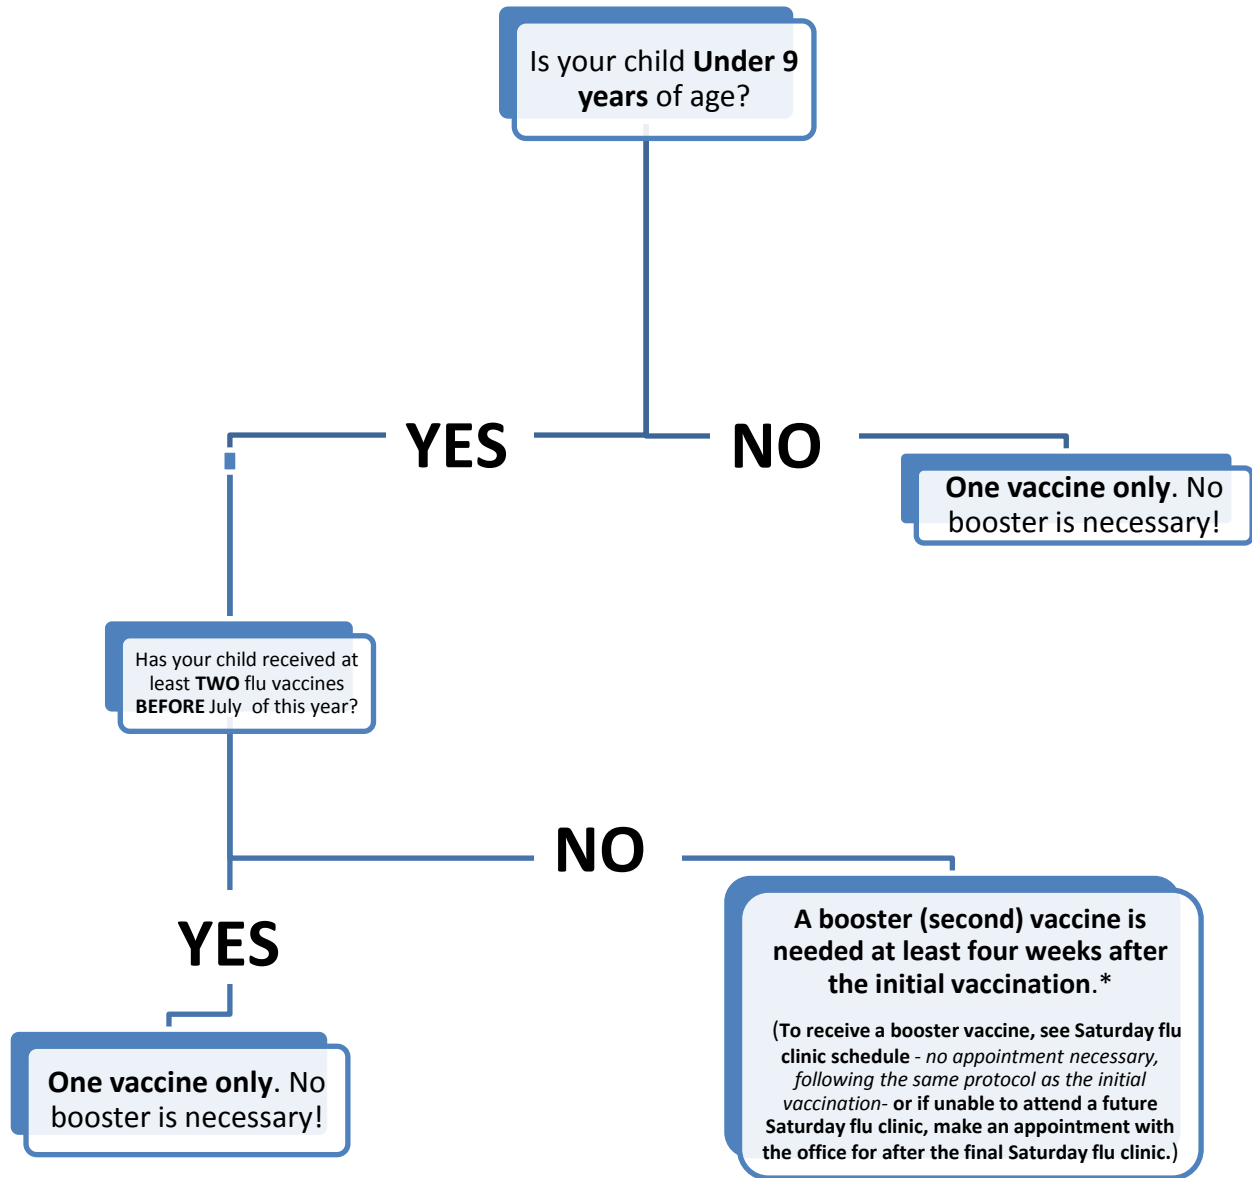 Is your child Under 9
years of age?
YES
NO
One vaccine only. No
booster is necessary!
Has your child received at
least TWO flu vaccines
BEFORE July  of this year?
NO
YES
A booster (second) vaccine is
needed at least four weeks after
the initial vaccination.*
(To receive a booster vaccine, see Saturday flu
clinic schedule - no appointment necessary,
following the same protocol as the initial
vaccination- or if unable to attend a future
Saturday flu clinic, make an appointment with
the office for after the final Saturday flu clinic.)
One vaccine only. No
booster is necessary!